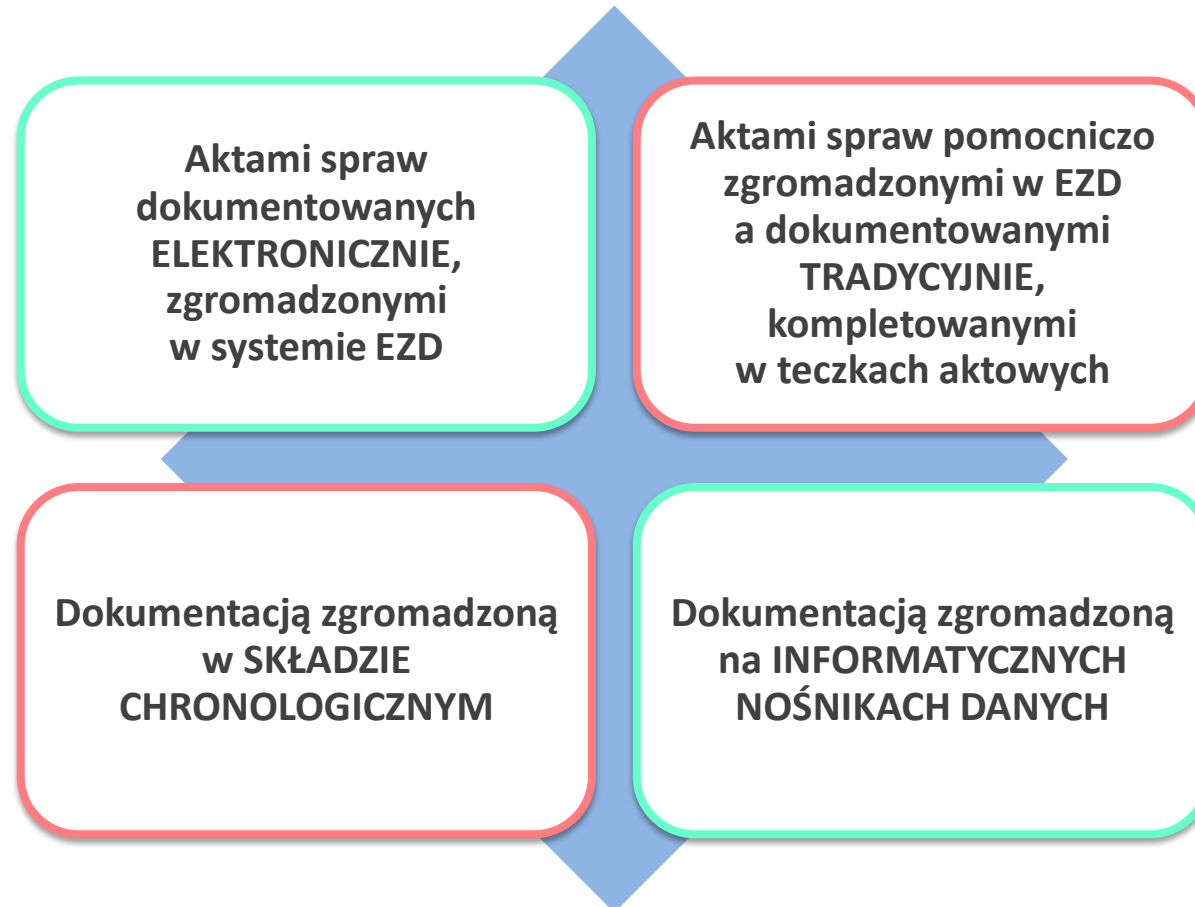 Aktami spraw
dokumentowanych
ELEKTRONICZNIE,
zgromadzonymi
w systemie EZD
Aktami spraw pomocniczo
zgromadzonymi w EZD
a dokumentowanymi
TRADYCYJNIE,
kompletowanymi
w teczkach aktowych
Dokumentacją zgromadzoną
w SKŁADZIE
CHRONOLOGICZNYM
Dokumentacją zgromadzoną
na INFORMATYCZNYCH
NOŚNIKACH DANYCH